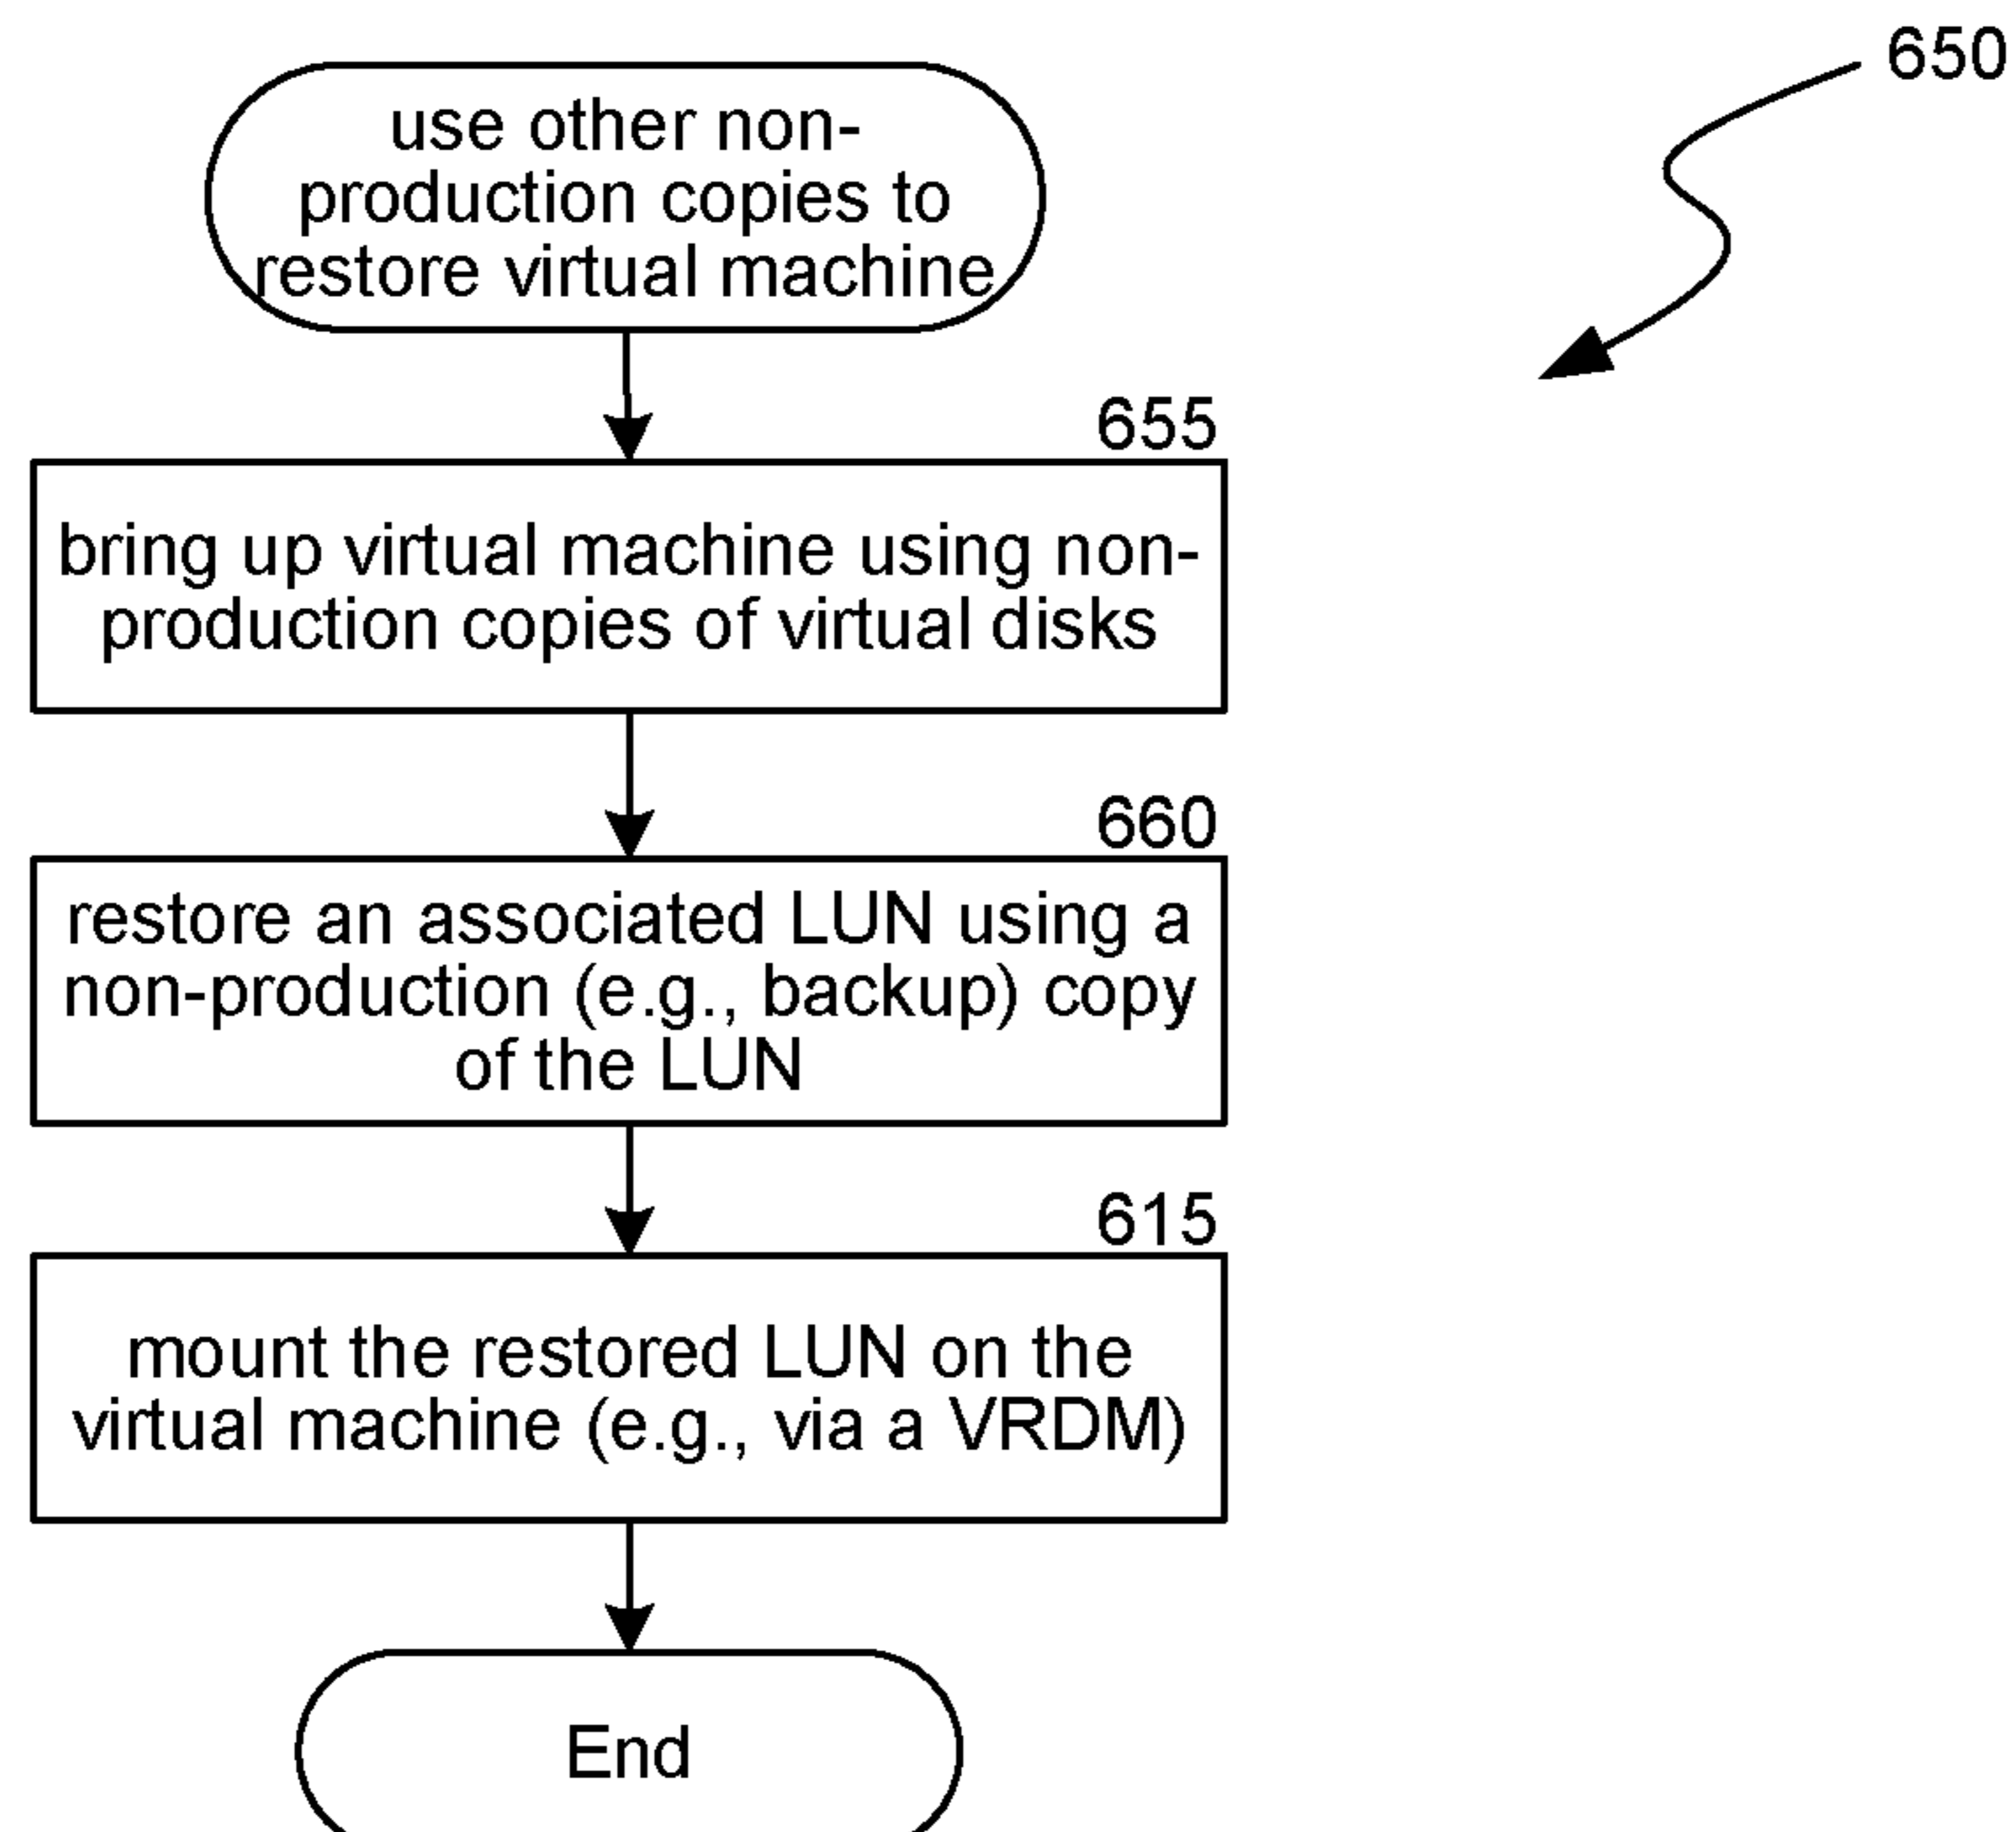 650
use other non-
production copies to
restore virtual machine
655
bring up virtual machine using non-
production copies of virtual disks
660
restore an associated LUN using a
non-production (e.g., backup) copy
of the LUN
615
mount the restored LUN on the
virtual machine (e.g., via a VRDM)
End